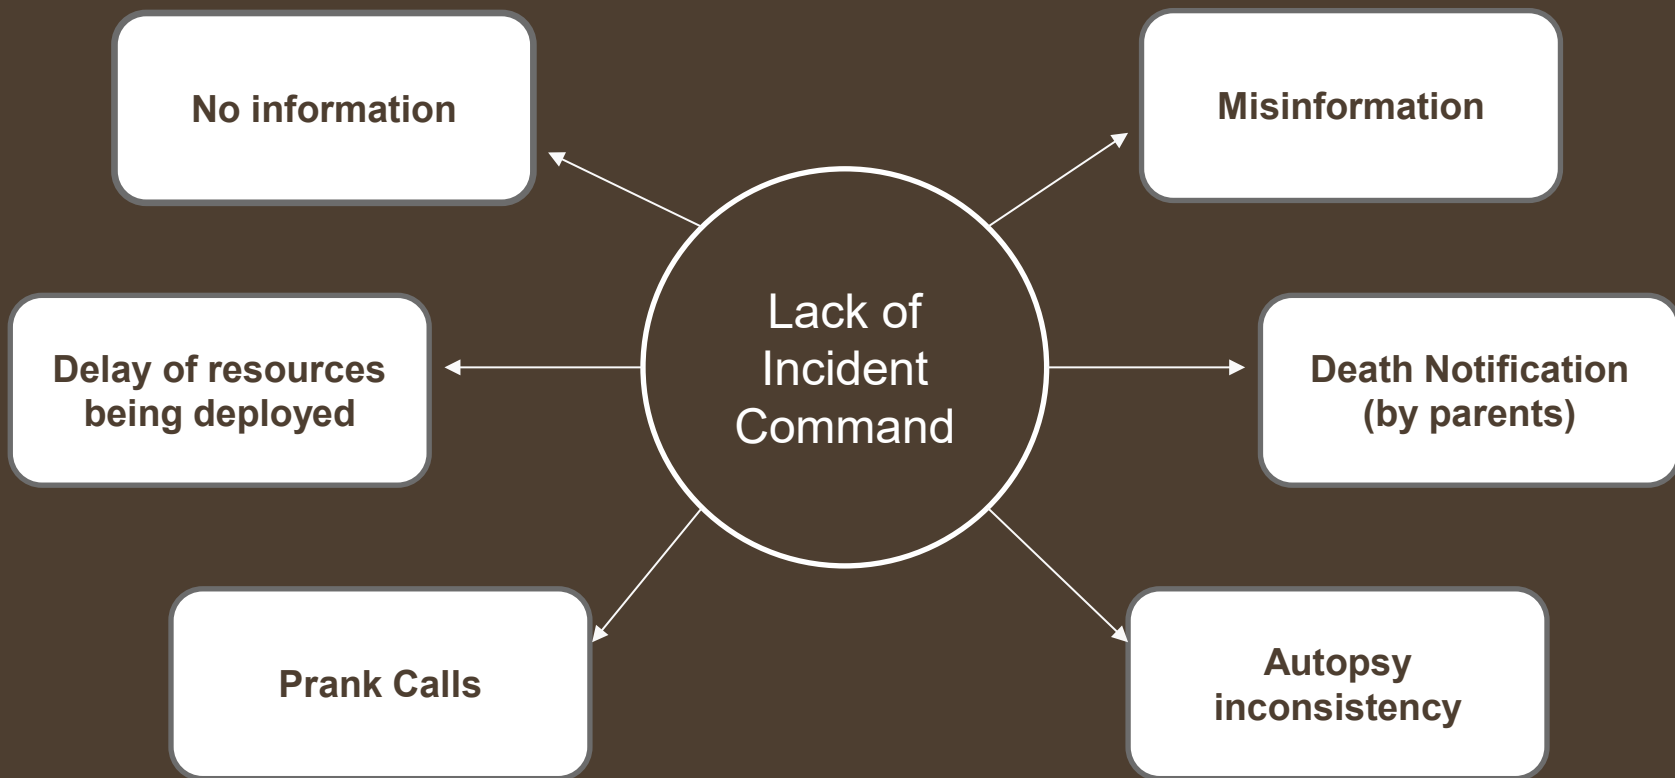 No information
Misinformation
Lack of
Incident
Command
Delay of resources
being deployed
Death Notification
(by parents)
Prank Calls
Autopsy
inconsistency